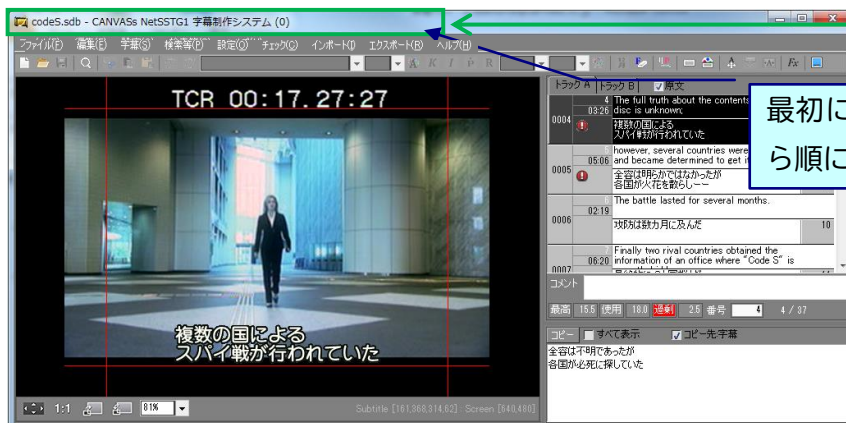 codeS.sdb - CANVASs NetSSTG1 字幕制作システム (0)
ファイル(F) 編集(E) 字幕(S) 検索等(P) 設定(O) チェック(C) インポート(I) エクスポート(R) ヘルプ(H)
トラック A トラック B 原文
TCR 00:17.27:27
複数の国による
スパイ戦が行われていた
0004
4
03:26
The full truth about the contents
disc is unknown;
複数の国による
スパイ戦が行われていた
0005
05:06
however, several countries were
and became determined to get i
全容は明らかではなかったが
各国が火花を散らしーー
0006
02:19
The battle lasted for several months.
攻防は数カ月に及んだ
10
0007
06:20
Finally two rival countries obtained the
information of an office where "Code S" is
最初に
ら順に
コメント
最高 15.5 使用 18.0 過剰 2.5 番号 4 4 / 37
コピー すべて表示 コピー先字幕
全容は不明であったが
各国が必死に探していた
1:1 81% Subtitle [161,368,314,62] : Screen [640,480]